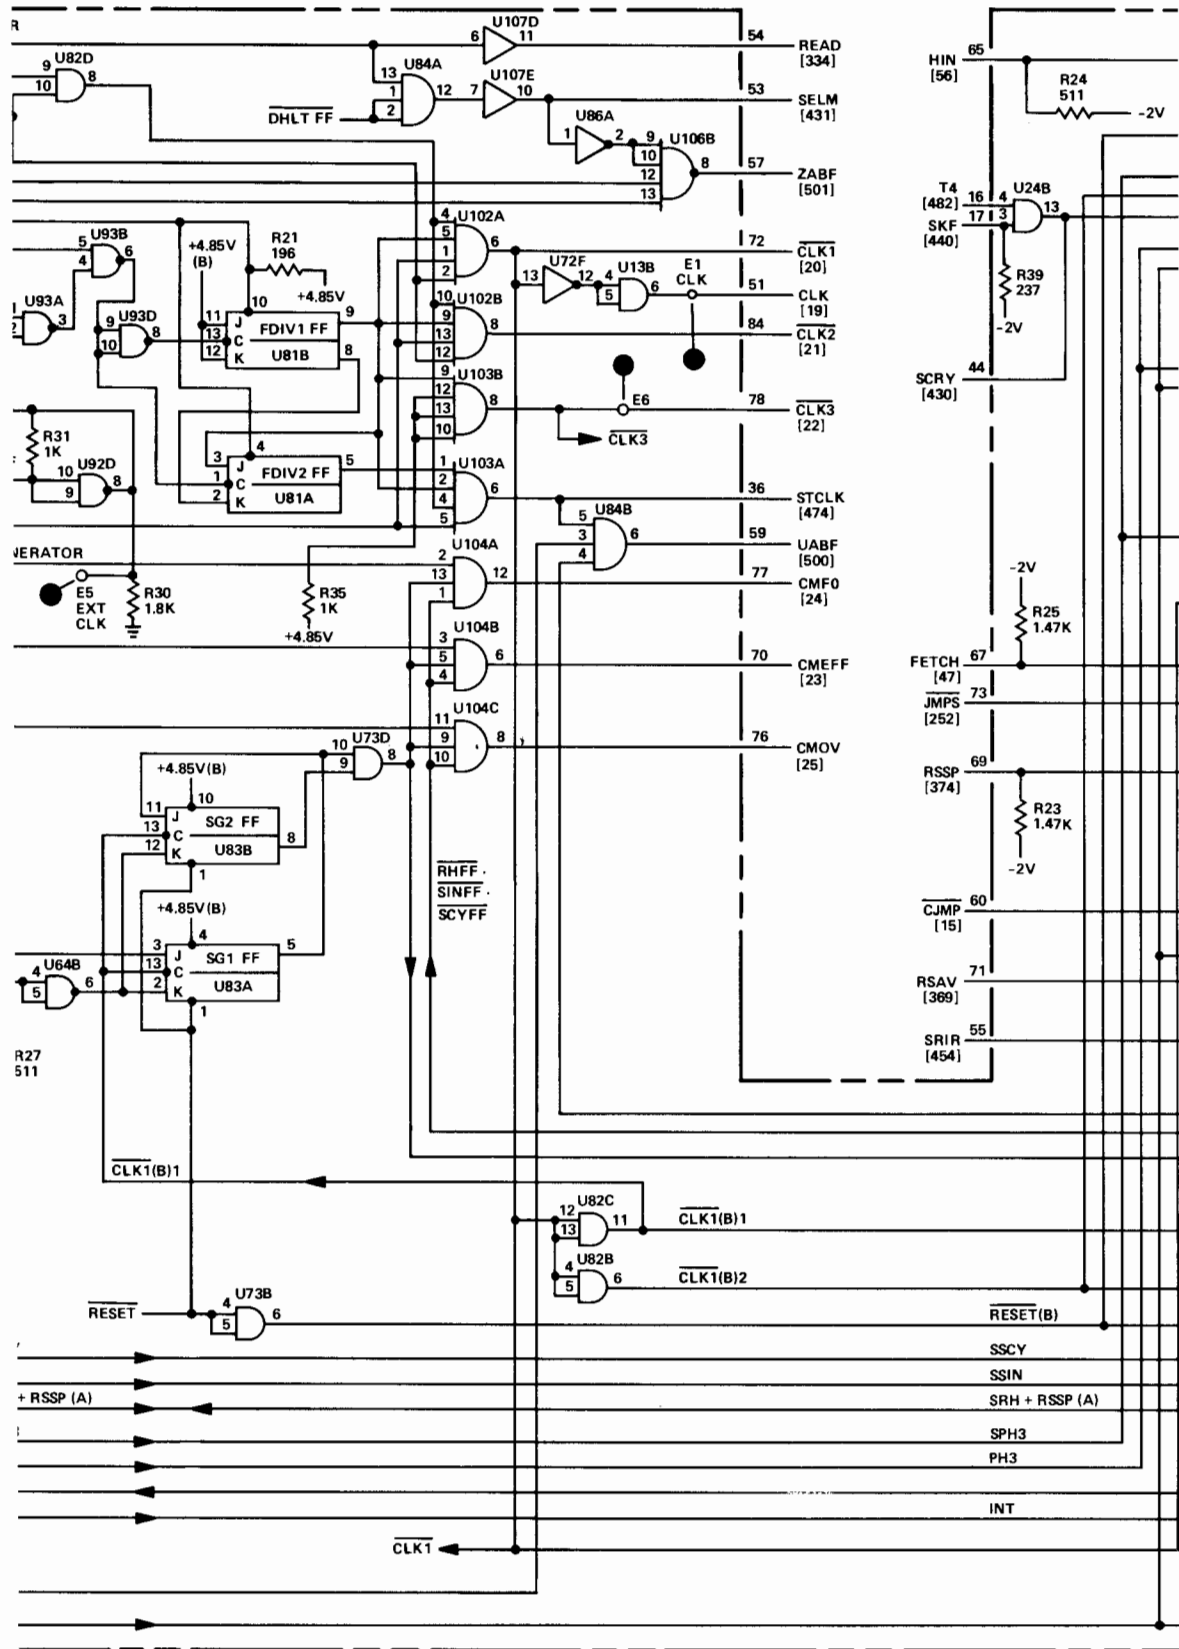 R
U107D
6 11
54
READ
[334]
65
HIN
[56]
R24
511
-2V
U82D
9
10
8
U84A
13
1
2
12
U107E
7 10
53
SELM
[431]
DHLT FF
U86A
1 2
9
10
12
13
U106B
8
57
ZABF
[501]
T4
[482]
16 4
U24B
13
SKF
[440]
17 3
R39
237
-2V
U93B
5
4
6
+4.85V
(B)
R21
196
+4.85V
U102A
4
5
1
2
6
72
CLK1
[20]
U72F
13 12
U13B
4
5
6
E1
CLK
51
CLK
[19]
U93A
1
2
3
U93D
9
10
8
10
11
13
12
J
C
K
FDIV1 FF
U81B
9
8
U102B
10
9
13
12
8
84
CLK2
[21]
U103B
9
12
13
10
8
E6
CLK3
78
CLK3
[22]
44
SCRY
[430]
R31
1K
U92D
10
9
8
4
3
1
2
J
C
K
FDIV2 FF
U81A
5
U103A
1
2
4
5
6
36
STCLK
[474]
U84B
5
3
4
6
59
UABF
[500]
NERATOR
E5
EXT
CLK
R30
1.8K
R35
1K
+4.85V
U104A
2
13
1
12
77
CMF0
[24]
-2V
R25
1.47K
U104B
3
5
4
6
70
CMEFF
[23]
FETCH
[47]
67
JMPS
[252]
73
U104C
11
9
10
8
76
CMOV
[25]
RSSP
[374]
69
R23
1.47K
-2V
U73D
10
9
8
+4.85V(B)
10
11
13
12
J
C
K
SG2 FF
U83B
8
1
RHFF ·
SINFF ·
SCYFF
+4.85V(B)
4
3
13
2
J
C
K
SG1 FF
U83A
5
1
U64B
4
5
6
CJMP
[15]
60
RSAV
[369]
71
SRIR
[454]
55
R27
511
CLK1(B)1
U82C
12
13
11
CLK1(B)1
U82B
4
5
6
CLK1(B)2
RESET
U73B
4
5
6
RESET(B)
SSCY
SSIN
+ RSSP (A)
SRH + RSSP (A)
SPH3
PH3
INT
CLK1